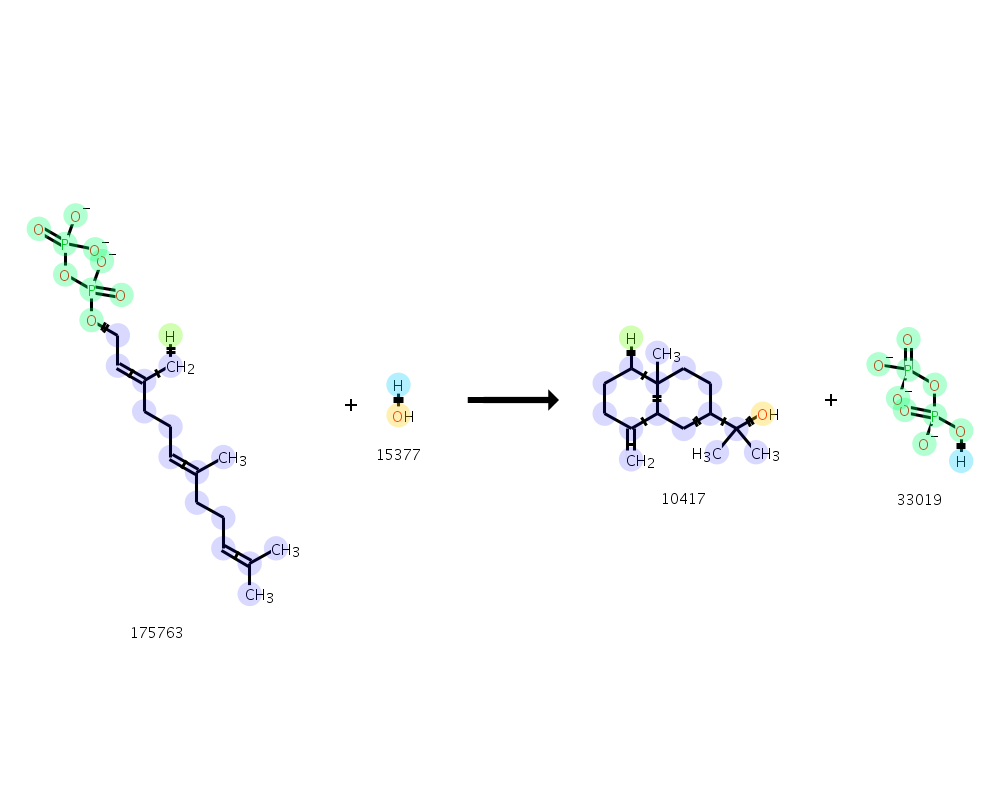 O⁻
O
P
O⁻
O⁻
O
P
O
O
H
CH₂
CH₃
CH₃
CH₃
175763
+
H
OH
15377
H
CH₃
OH
H₃C
CH₃
CH₂
10417
+
O
O⁻
P
O
O⁻
O
P
O
O⁻
H
33019